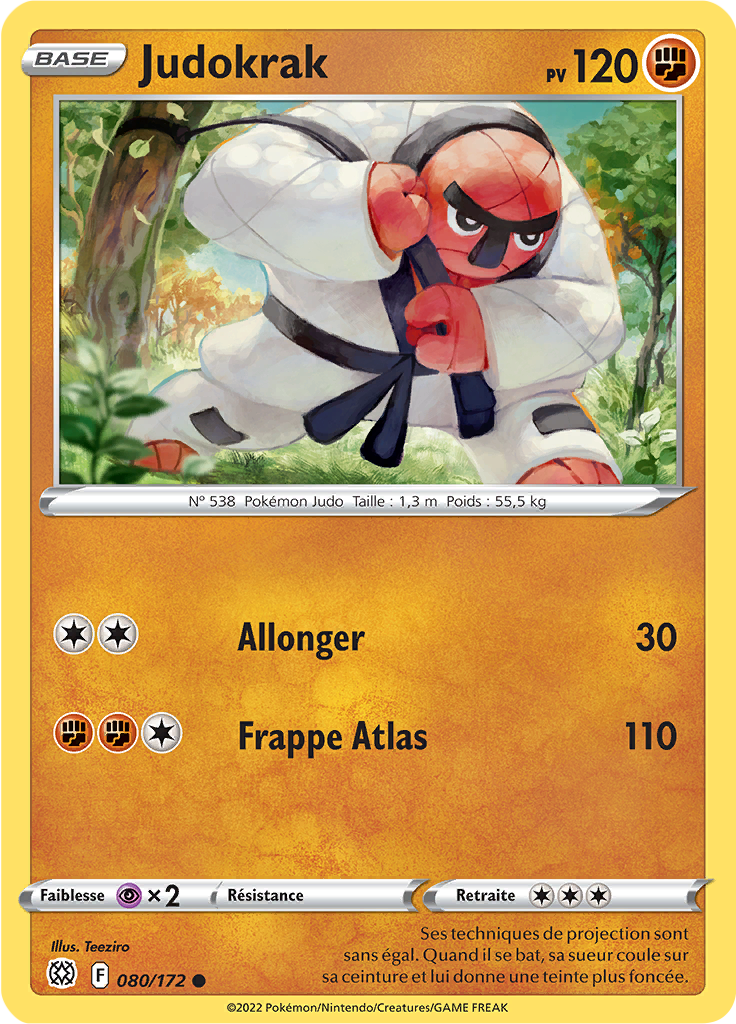 BASE Judokrak PV 120
N° 538 Pokémon Judo Taille : 1,3 m Poids : 55,5 kg
Allonger 30
Frappe Atlas 110
Faiblesse ×2 Résistance Retraite
Illus. Teeziro
Ses techniques de projection sont
sans égal. Quand il se bat, sa sueur coule sur
sa ceinture et lui donne une teinte plus foncée.
F 080/172
©2022 Pokémon/Nintendo/Creatures/GAME FREAK